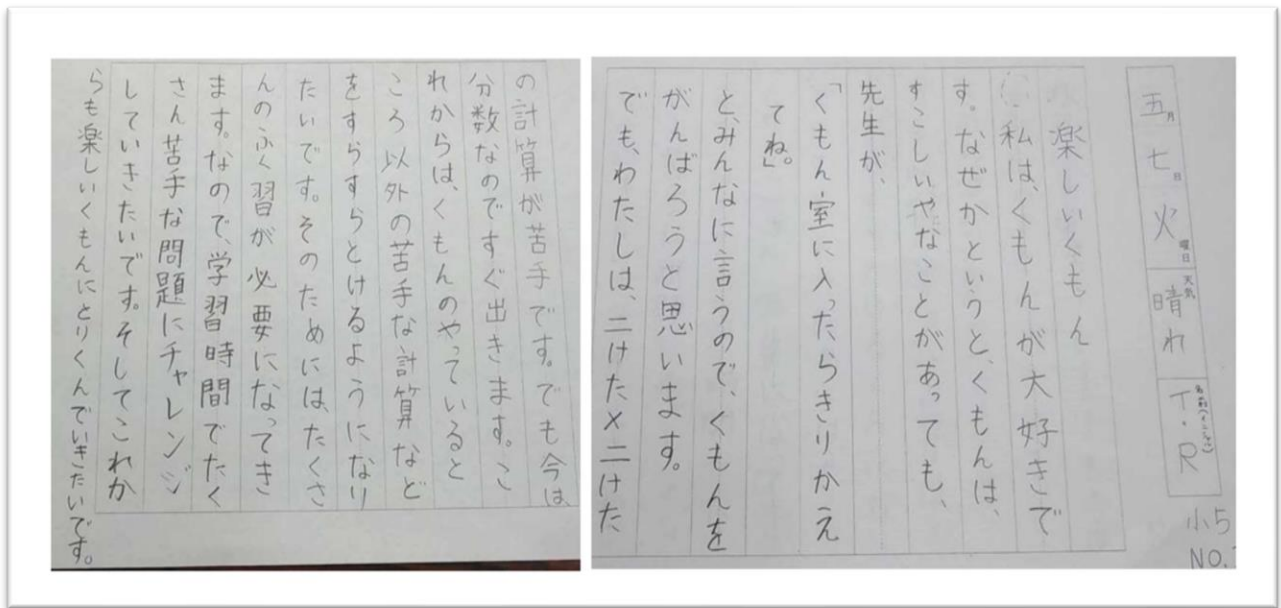 五月七日火曜日 天気 晴れ 名前(イニシャル) T・R
小5
NO.
楽しいくもん
私は、くもんが大好きで
す。なぜかというと、くもんは、
すこしいやなことがあっても、
先生が、
「くもん室に入ったらきりかえ
てね。」
と、みんなに言うので、くもんを
がんばろうと思います。
でも、わたしは、二けた×二けた
の計算が苦手です。でも今は、
分数なのですぐ出きます。こ
れからは、くもんのやっていると
ころ以外の苦手な計算など
をすらすらとけるようになり
たいです。そのためには、たくさ
んのふく習が必要になってき
ます。なので、学習時間でたく
さん苦手な問題にチャレンジ
していきたいです。そしてこれか
らも楽しいくもんにとりくんでいきたいです。